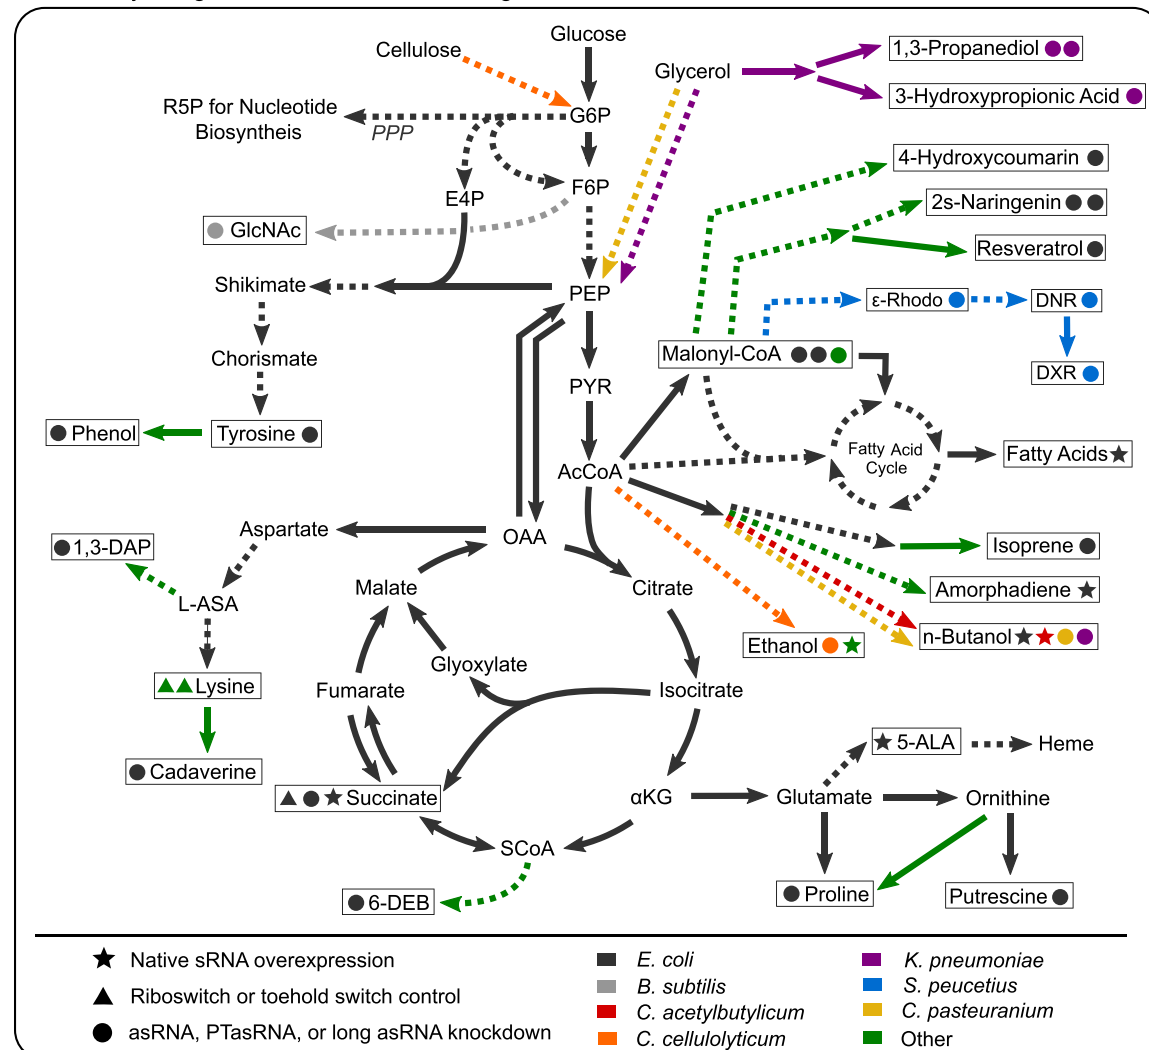 Glucose
Cellulose
Glycerol
1,3-Propanediol
3-Hydroxypropionic Acid
R5P for Nucleotide
Biosyntheis
PPP
G6P
4-Hydroxycoumarin
E4P
F6P
2s-Naringenin
GlcNAc
Resveratrol
Shikimate
PEP
ε-Rhodo
DNR
Chorismate
Malonyl-CoA
DXR
PYR
Phenol
Tyrosine
Fatty Acid
Cycle
Fatty Acids
AcCoA
Aspartate
OAA
1,3-DAP
Isoprene
Malate
Citrate
Amorphadiene
L-ASA
n-Butanol
Ethanol
Glyoxylate
Lysine
Fumarate
Isocitrate
5-ALA
Heme
Cadaverine
Succinate
αKG
Glutamate
Ornithine
SCoA
6-DEB
Proline
Putrescine
Native sRNA overexpression
Riboswitch or toehold switch control
asRNA, PTasRNA, or long asRNA knockdown
E. coli
B. subtilis
C. acetylbutylicum
C. cellulolyticum
K. pneumoniae
S. peucetius
C. pasteuranium
Other